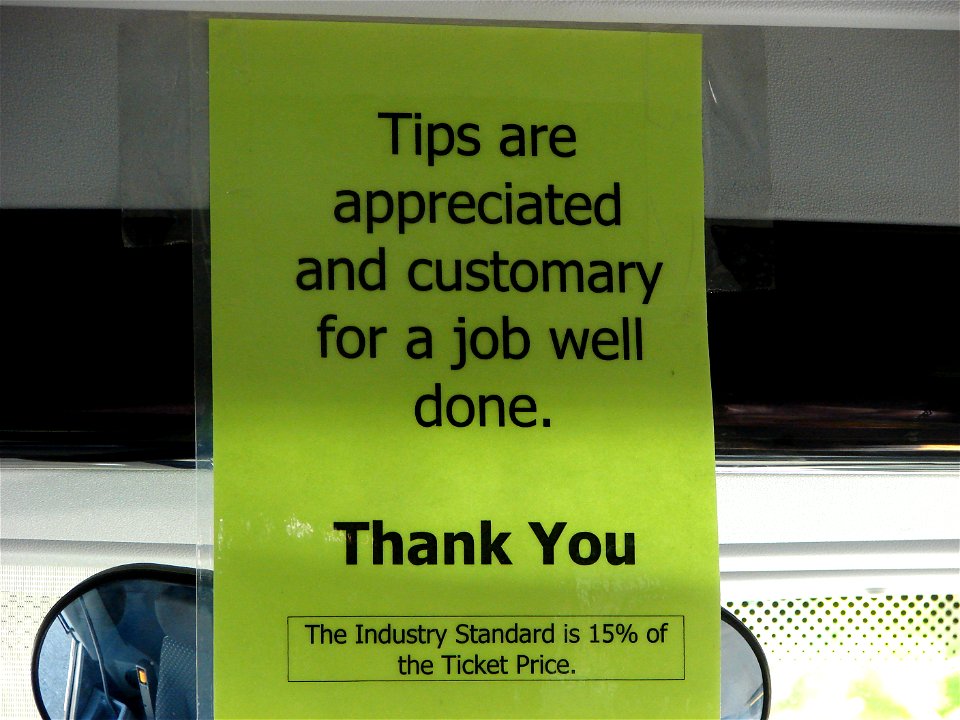 Tips are
appreciated
and customary
for a job well
done.
Thank You
The Industry Standard is 15% of
the Ticket Price.